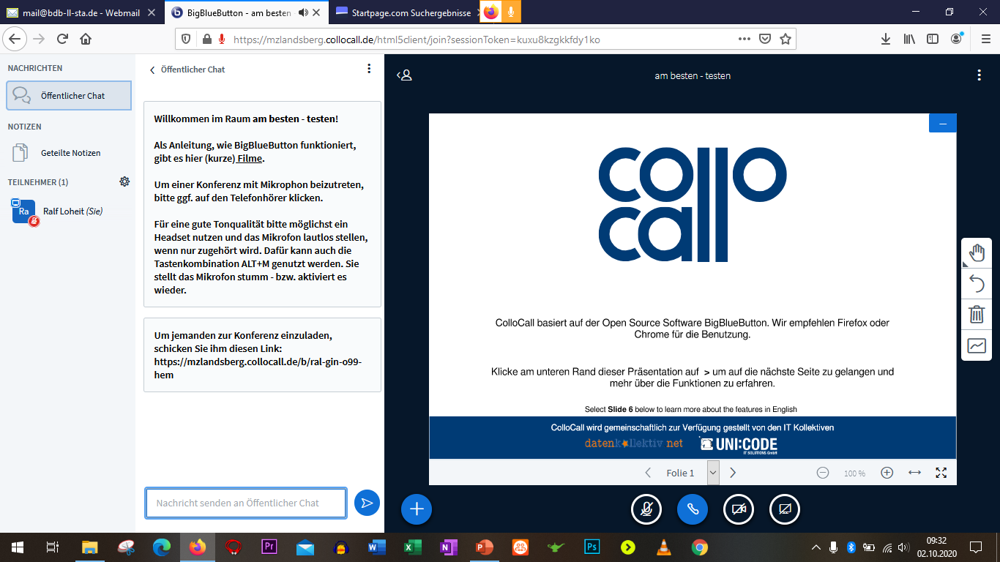 mail@bdb-ll-sta.de - Webmail
BigBlueButton - am besten -
Startpage.com Suchergebnisse
https://mzlandsberg.collocall.de/html5client/join?sessionToken=kuxu8kzgkkfdy1ko
NACHRICHTEN
Öffentlicher Chat
NOTIZEN
Geteilte Notizen
TEILNEHMER (1)
Ra
Ralf Loheit (Sie)
Öffentlicher Chat
Willkommen im Raum am besten - testen!
Als Anleitung, wie BigBlueButton funktioniert,
gibt es hier (kurze) Filme.
Um einer Konferenz mit Mikrophon beizutreten,
bitte ggf. auf den Telefonhörer klicken.
Für eine gute Tonqualität bitte möglichst ein
Headset nutzen und das Mikrofon lautlos stellen,
wenn nur zugehört wird. Dafür kann auch die
Tastenkombination ALT+M genutzt werden. Sie
stellt das Mikrofon stumm - bzw. aktiviert es
wieder.
Um jemanden zur Konferenz einzuladen,
schicken Sie ihm diesen Link:
https://mzlandsberg.collocall.de/b/ral-gin-o99-
hem
Nachricht senden an Öffentlicher Chat
am besten - testen
collo
call
ColloCall basiert auf der Open Source Software BigBlueButton. Wir empfehlen Firefox oder
Chrome für die Benutzung.
Klicke am unteren Rand dieser Präsentation auf > um auf die nächste Seite zu gelangen und
mehr über die Funktionen zu erfahren.
Select Slide 6 below to learn more about the features in English
ColloCall wird gemeinschaftlich zur Verfügung gestellt von den IT Kollektiven
datenkollektiv net
UNI:CODE
IT SOLUTIONS GmbH
Folie 1
100 %
Pr
W
X
N
P
Ps
09:32
02.10.2020